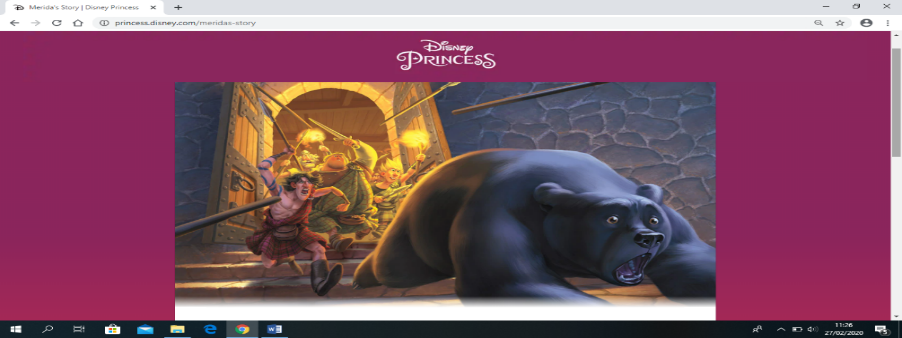 Merida's Story | Disney Princess
princess.disney.com/meridas-story
Disney
PRINCESS
11:26
27/02/2020